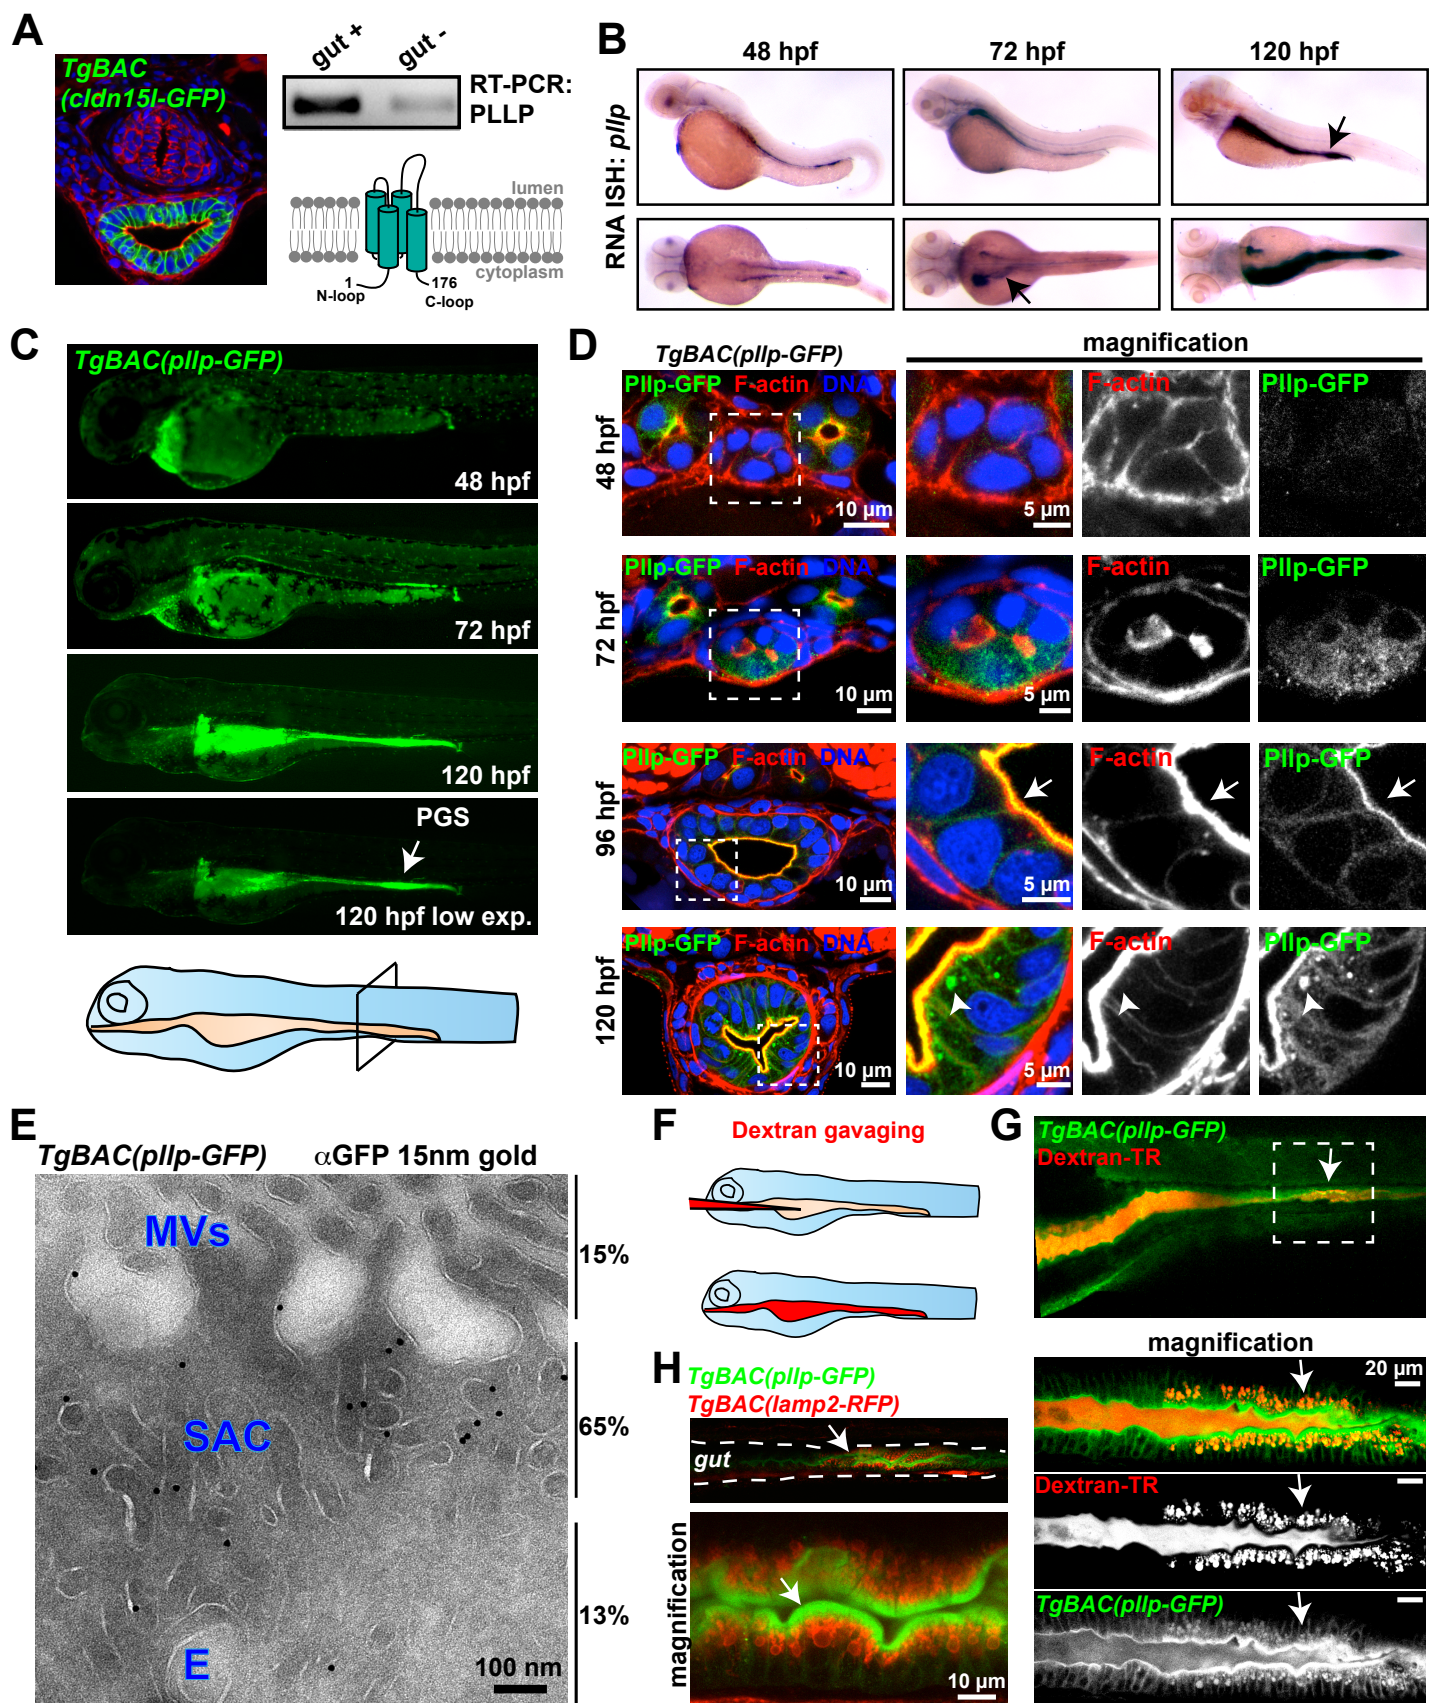 A
TgBAC
(cldn15l-GFP)
gut +
gut -
RT-PCR:
PLLP
lumen
cytoplasm
1
N-loop
176
C-loop
B
48 hpf
72 hpf
120 hpf
RNA ISH: pllp
C
TgBAC(pllp-GFP)
48 hpf
72 hpf
120 hpf
PGS
120 hpf low exp.
D
TgBAC(pllp-GFP)
magnification
48 hpf
Pllp-GFP F-actin DNA
10 µm
5 µm
F-actin
Pllp-GFP
72 hpf
Pllp-GFP F-actin DNA
10 µm
5 µm
F-actin
Pllp-GFP
96 hpf
Pllp-GFP F-actin DNA
10 µm
5 µm
F-actin
Pllp-GFP
120 hpf
Pllp-GFP F-actin DNA
10 µm
5 µm
F-actin
Pllp-GFP
E
TgBAC(pllp-GFP) αGFP 15nm gold
MVs
SAC
E
15%
65%
13%
100 nm
F
Dextran gavaging
G
TgBAC(pllp-GFP)
Dextran-TR
magnification
20 µm
Dextran-TR
TgBAC(pllp-GFP)
H
TgBAC(pllp-GFP)
TgBAC(lamp2-RFP)
gut
magnification
10 µm